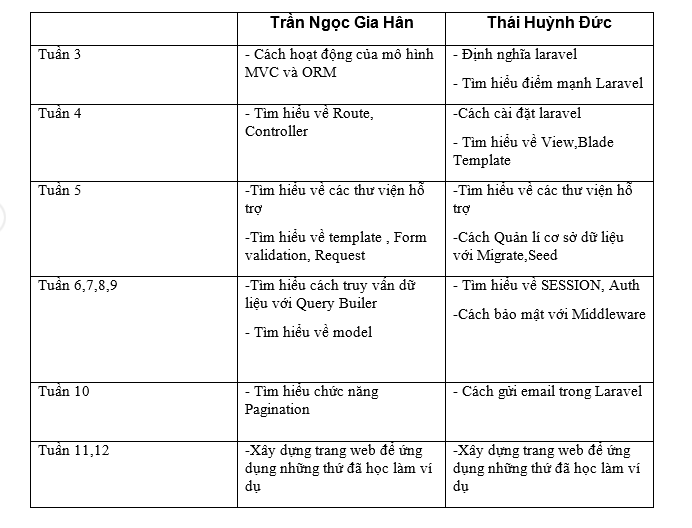 Trần Ngọc Gia Hân
Thái Huỳnh Đức
Tuần 3
- Cách hoạt động của mô hình
MVC và ORM
- Định nghĩa laravel
- Tìm hiểu điểm mạnh Laravel
Tuần 4
- Tìm hiểu về Route,
Controller
-Cách cài đặt laravel
- Tìm hiểu về View,Blade
Template
Tuần 5
-Tìm hiểu về các thư viện hỗ
trợ
-Tìm hiểu về template , Form
validation, Request
-Tìm hiểu về các thư viện hỗ
trợ
-Cách Quản lí cơ sở dữ liệu
với Migrate,Seed
Tuần 6,7,8,9
-Tìm hiểu cách truy vấn dữ
liệu với Query Builer
- Tìm hiểu về model
- Tìm hiểu về SESSION, Auth
-Cách bảo mật với Middleware
Tuần 10
- Tìm hiểu chức năng
Pagination
- Cách gửi email trong Laravel
Tuần 11,12
-Xây dựng trang web để ứng
dụng những thứ đã học làm ví
dụ
-Xây dựng trang web để ứng
dụng những thứ đã học làm ví
dụ